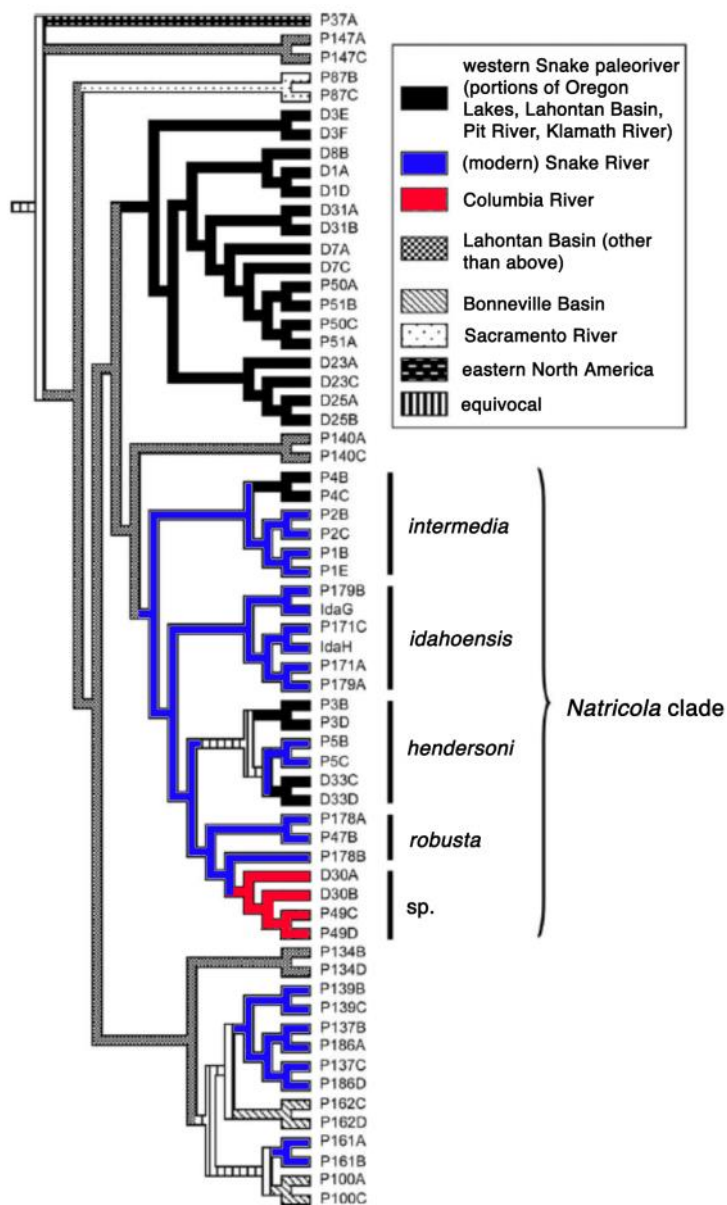 P37A
P147A
P147C
P87B
P87C
D3E
D3F
D8B
D1A
D1D
D31A
D31B
D7A
D7C
P50A
P51B
P50C
P51A
D23A
D23C
D25A
D25B
P140A
P140C
P4B
P4C
P2B
P2C
P1B
P1E
P179B
IdaG
P171C
IdaH
P171A
P179A
P3B
P3D
P5B
P5C
D33C
D33D
P178A
P47B
P178B
D30A
D30B
P49C
P49D
P134B
P134D
P139B
P139C
P137B
P186A
P137C
P186D
P162C
P162D
P161A
P161B
P100A
P100C
western Snake paleoriver
(portions of Oregon
Lakes, Lahontan Basin,
Pit River, Klamath River)
(modern) Snake River
Columbia River
Lahontan Basin (other
than above)
Bonneville Basin
Sacramento River
eastern North America
equivocal
intermedia
idahoensis
hendersoni
robusta
sp.
Natricola clade